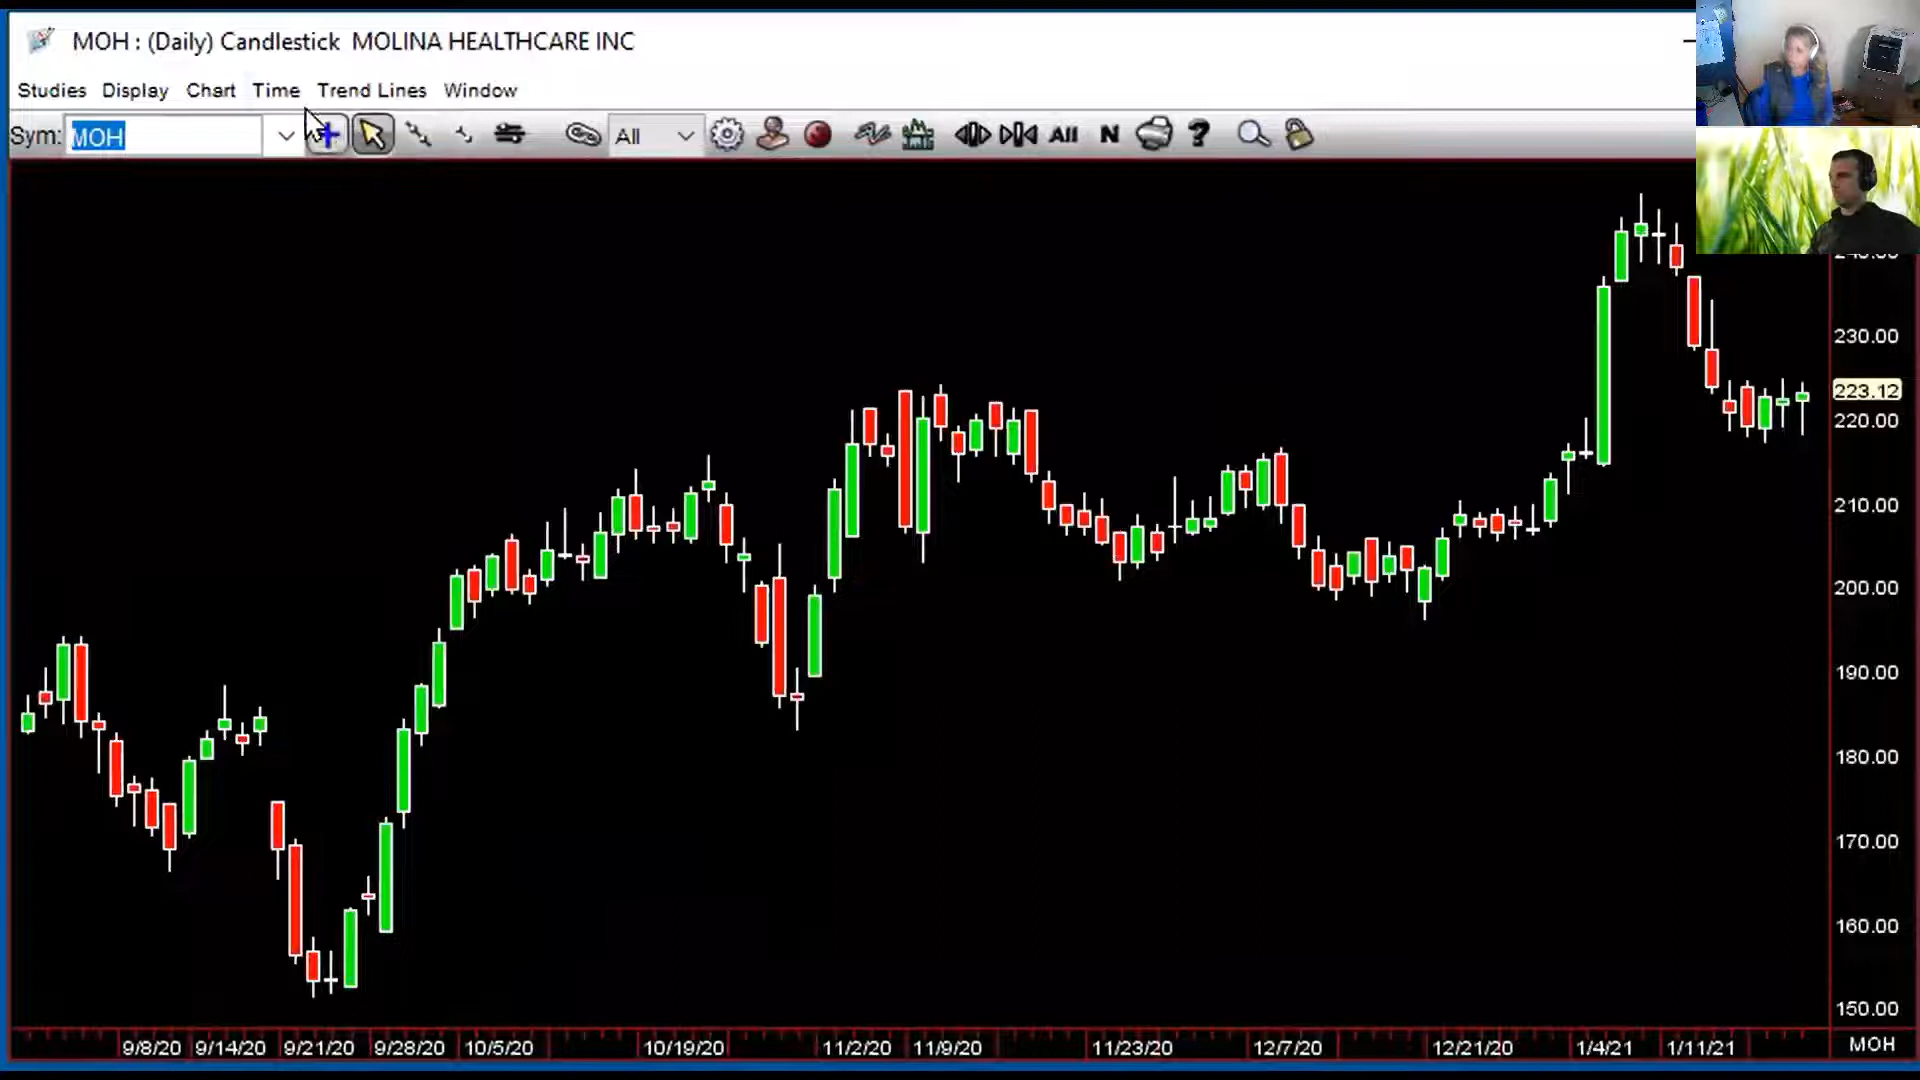 MOH : (Daily) Candlestick MOLINA HEALTHCARE INC
Studies Display Chart Time Trend Lines Window
Sym: MOH All All N ?
230.00
223.12
220.00
210.00
200.00
190.00
180.00
170.00
160.00
150.00
9/8/20 9/14/20 9/21/20 9/28/20 10/5/20 10/19/20 11/2/20 11/9/20 11/23/20 12/7/20 12/21/20 1/4/21 1/11/21 MOH